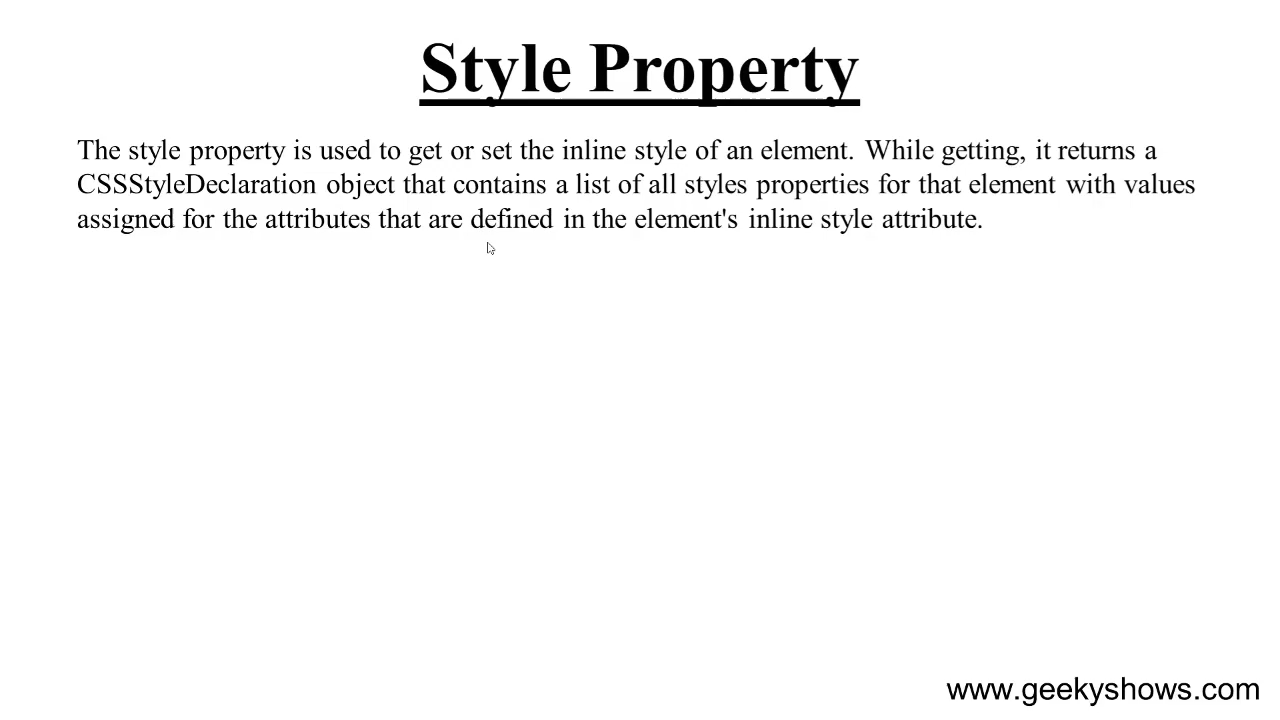 Style Property
The style property is used to get or set the inline style of an element. While getting, it returns a
CSSStyleDeclaration object that contains a list of all styles properties for that element with values
assigned for the attributes that are defined in the element's inline style attribute.
www.geekyshows.com